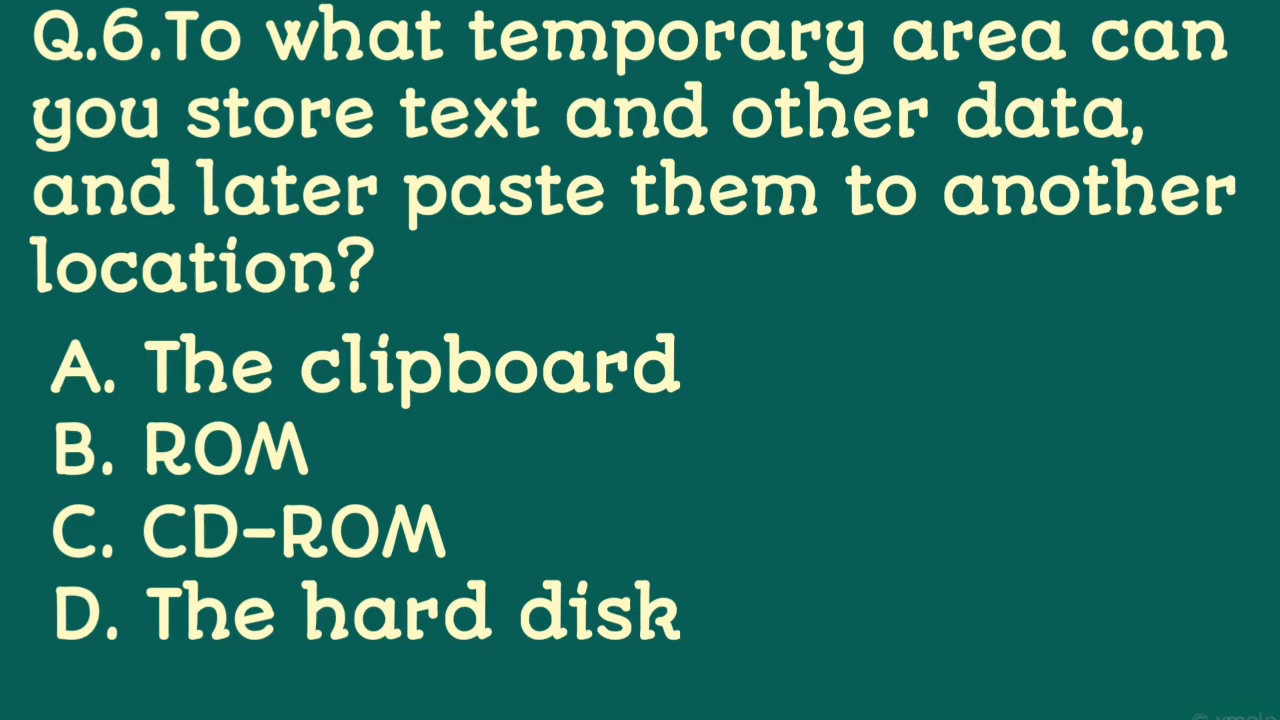 Q.6.To what temporary area can
you store text and other data,
and later paste them to another
location?
A. The clipboard
B. ROM
C. CD-ROM
D. The hard disk